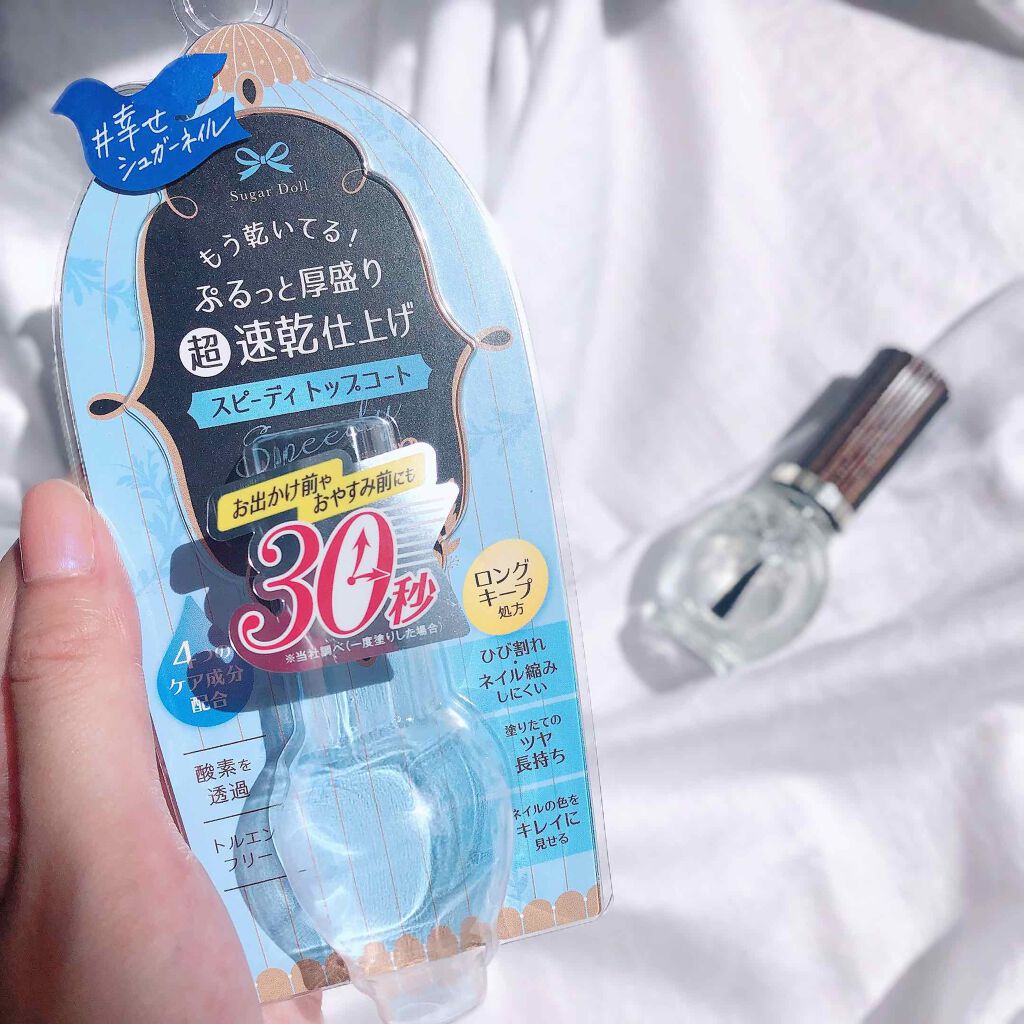 #幸せ
シュガーネイル
Sugar Doll
もう乾いてる!
ぷるっと厚盛り
超速乾仕上げ
スピーディトップコート
Speedy
お出かけ前や
おやすみ前にも
30秒
※当社調べ(一度塗りした場合)
ロング
キープ
処方
4つの
ケア成分
配合
ひび割れ
・
ネイル縮み
しにくい
塗りたての
ツヤ
長持ち
酸素を
透過
ネイルの色を
キレイに
見せる
トルエン
フリー